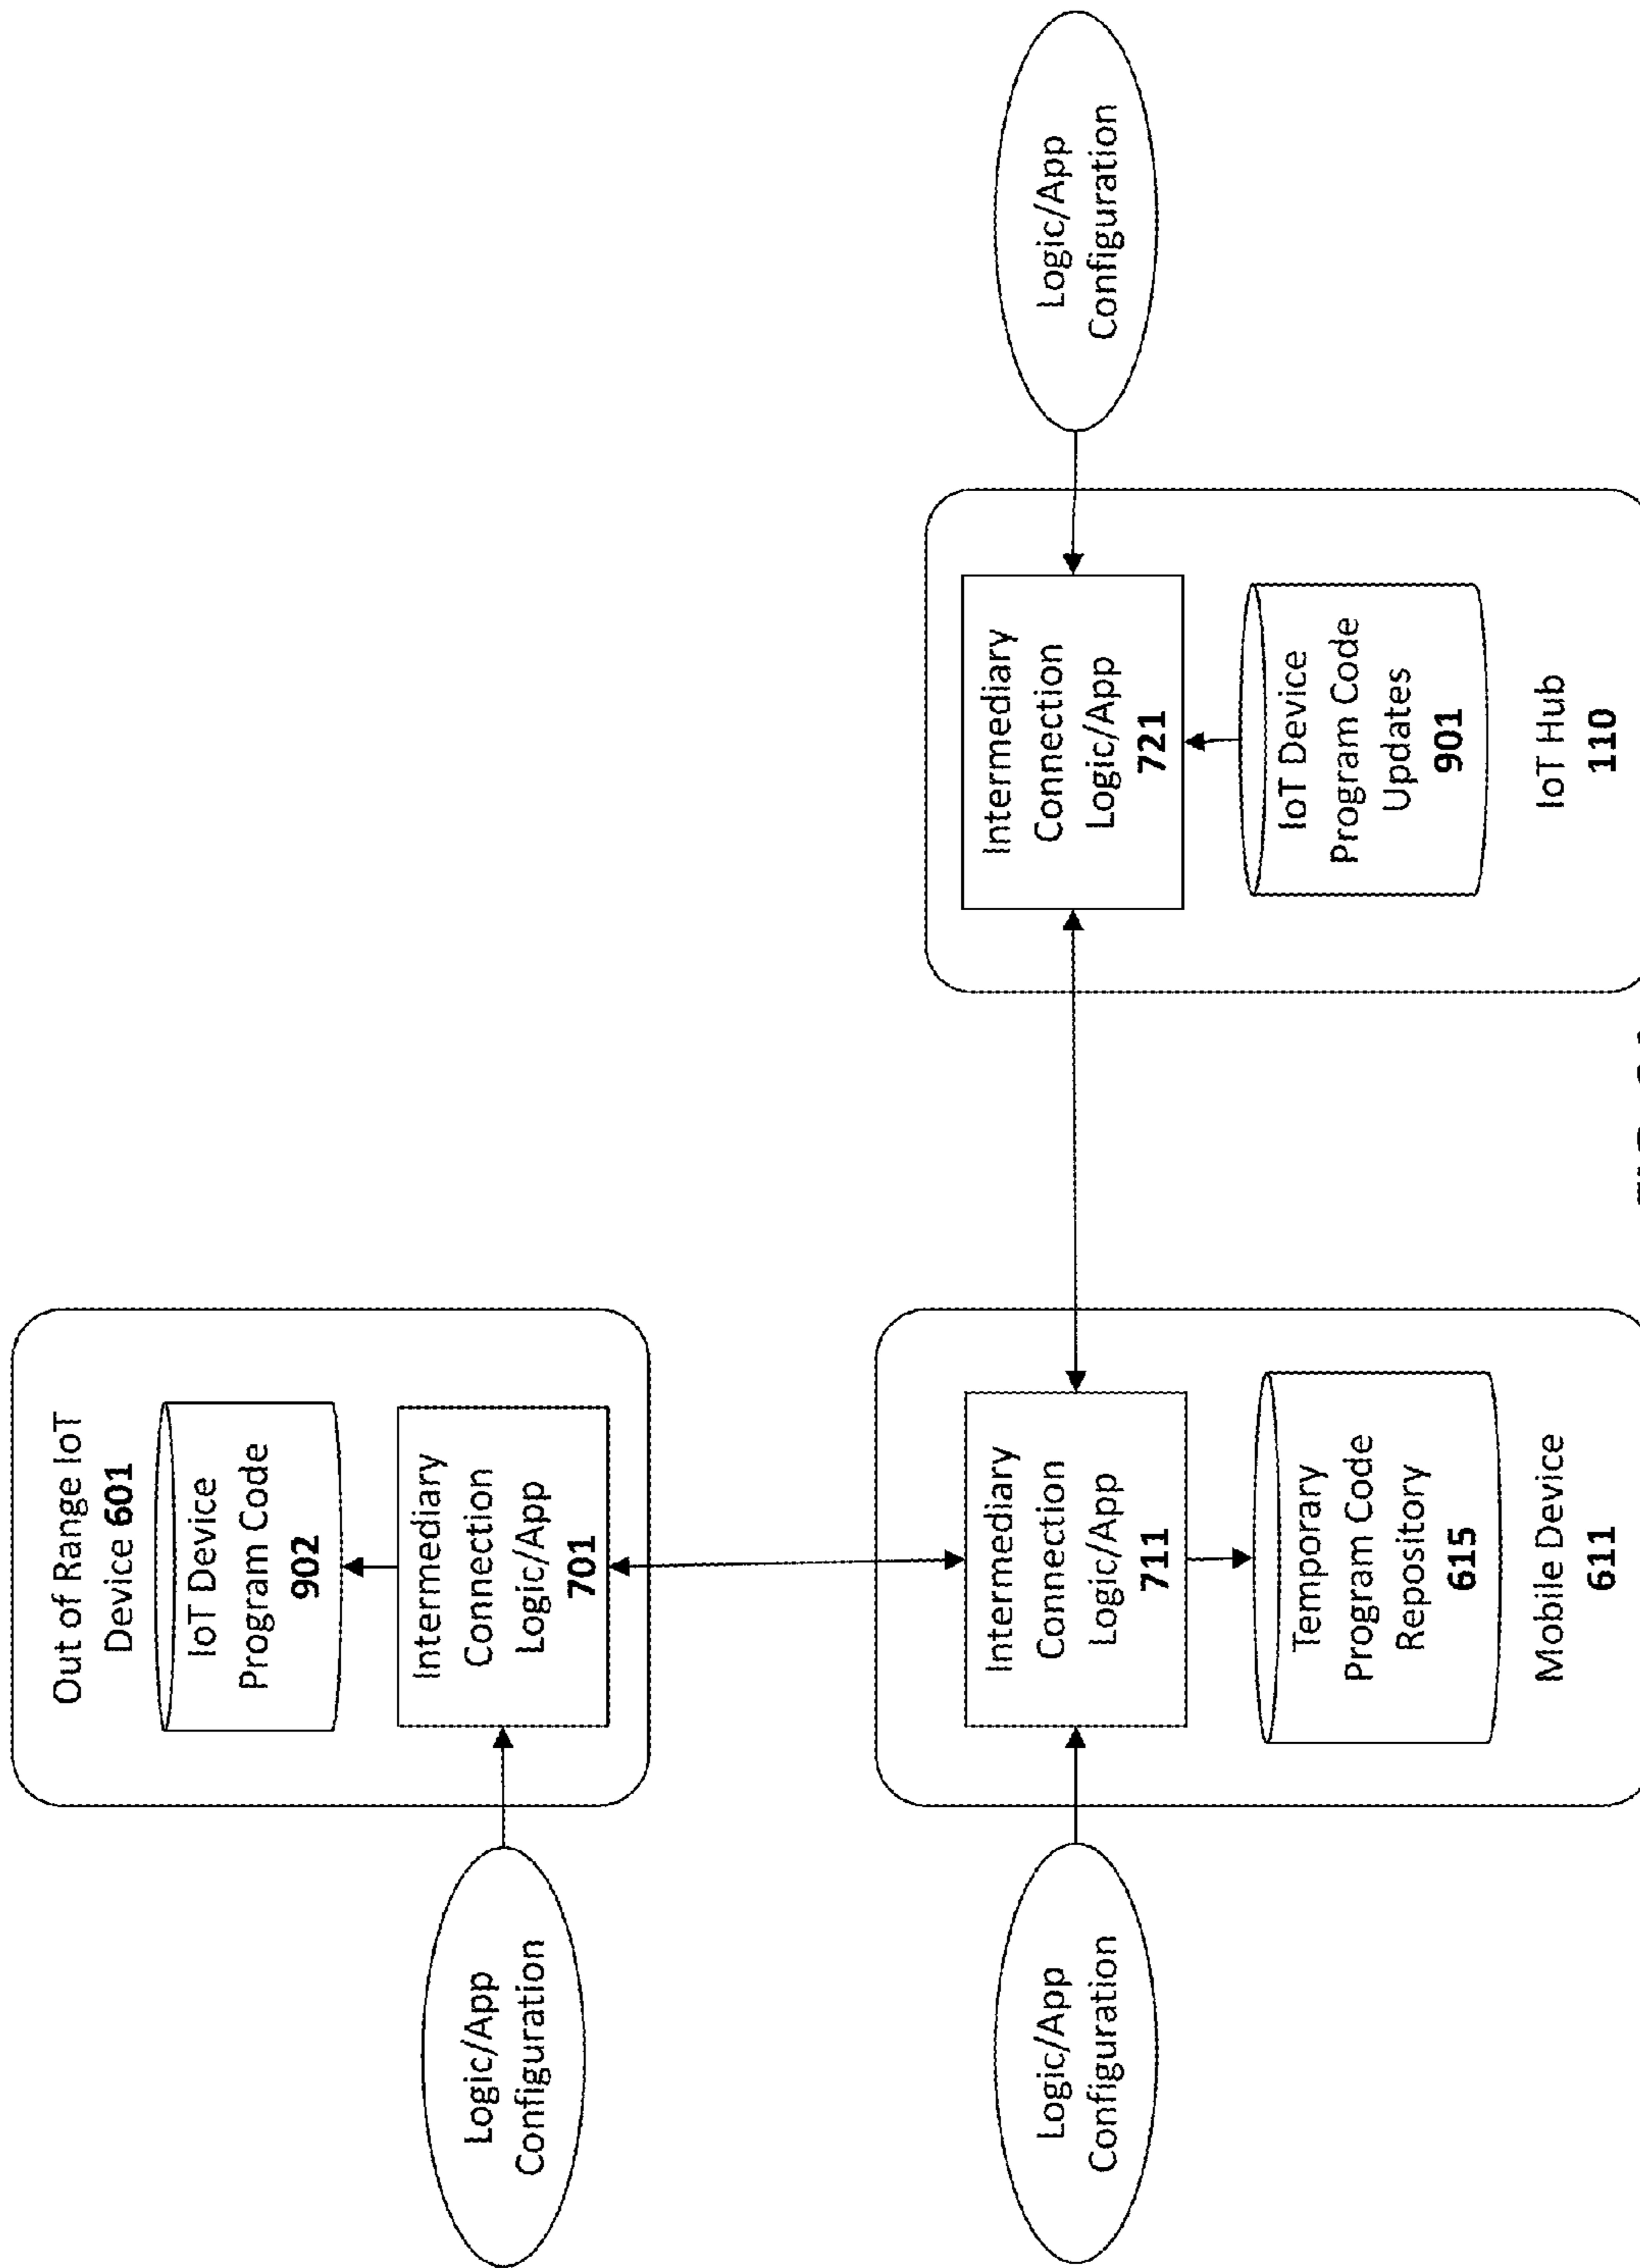 Out of Range IoT
Device 601
IoT Device
Program Code
902
Intermediary
Connection
Logic/App
701
Logic/App
Configuration
Logic/App
Configuration
Intermediary
Connection
Logic/App
711
Temporary
Program Code
Repository
615
Mobile Device
611
Intermediary
Connection
Logic/App
721
IoT Device
Program Code
Updates
901
IoT Hub
110
Logic/App
Configuration